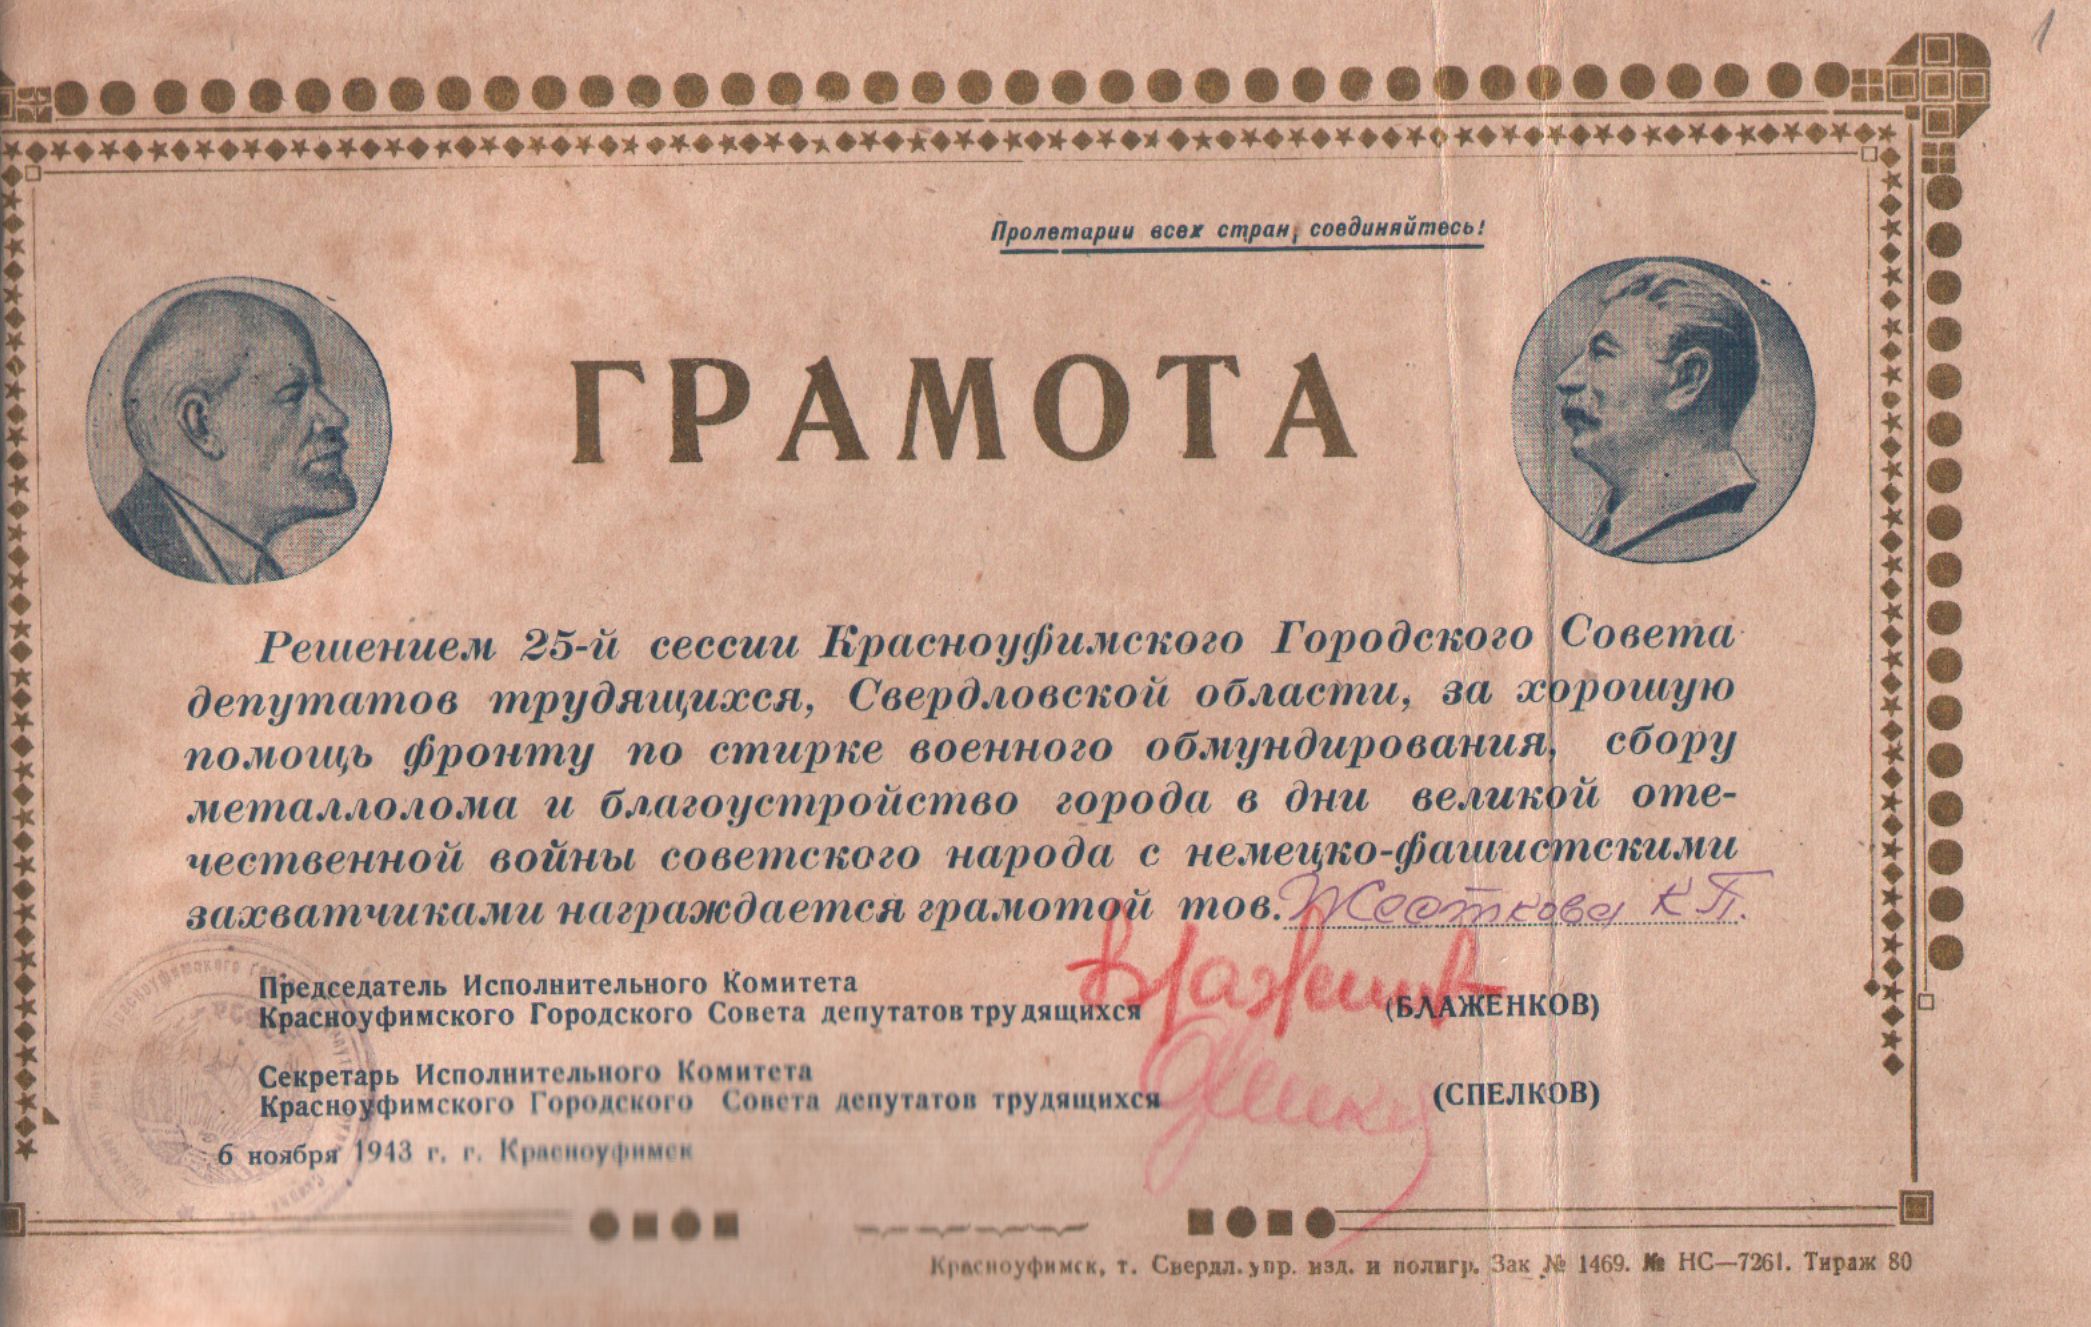 1
Пролетарии всех стран, соединяйтесь!
ГРАМОТА
Решением 25-й сессии Красноуфимского Городского Совета
депутатов трудящихся, Свердловской области, за хорошую
помощь фронту по стирке военного обмундирования, сбору
металлолома и благоустройство города в дни великой оте-
чественной войны советского народа с немецко-фашистскими
захватчиками награждается грамотой тов. Жесткова К П.
Председатель Исполнительного Комитета
Красноуфимского Городского Совета депутатов трудящихся (БЛАЖЕНКОВ)
Секретарь Исполнительного Комитета
Красноуфимского Городского Совета депутатов трудящихся (СПЕЛКОВ)
6 ноября 1943 г. г. Красноуфимск
Красноуфимск, т. Свердл. упр. изд. и полигр. Зак № 1469. № НС—7261. Тираж 80